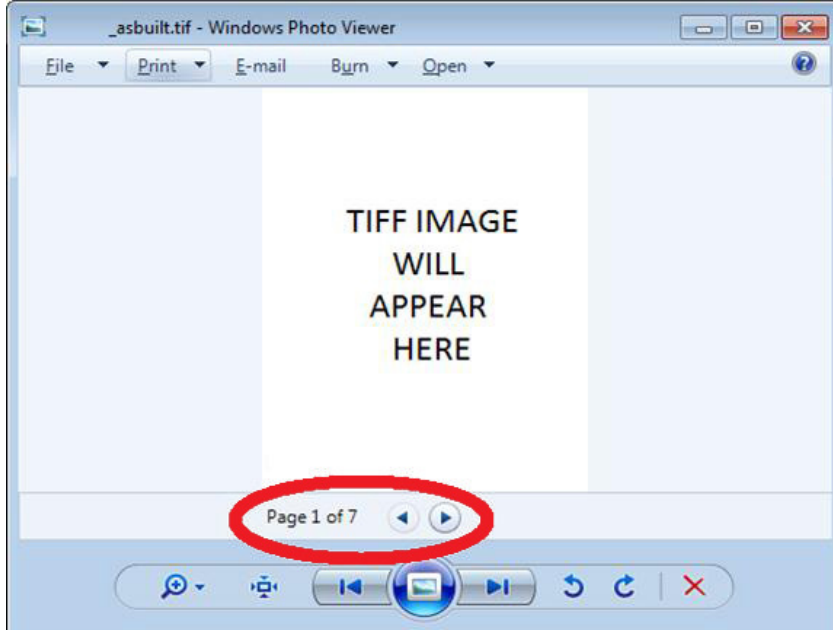 _asbuilt.tif - Windows Photo Viewer
File Print E-mail Burn Open
TIFF IMAGE
WILL
APPEAR
HERE
Page 1 of 7